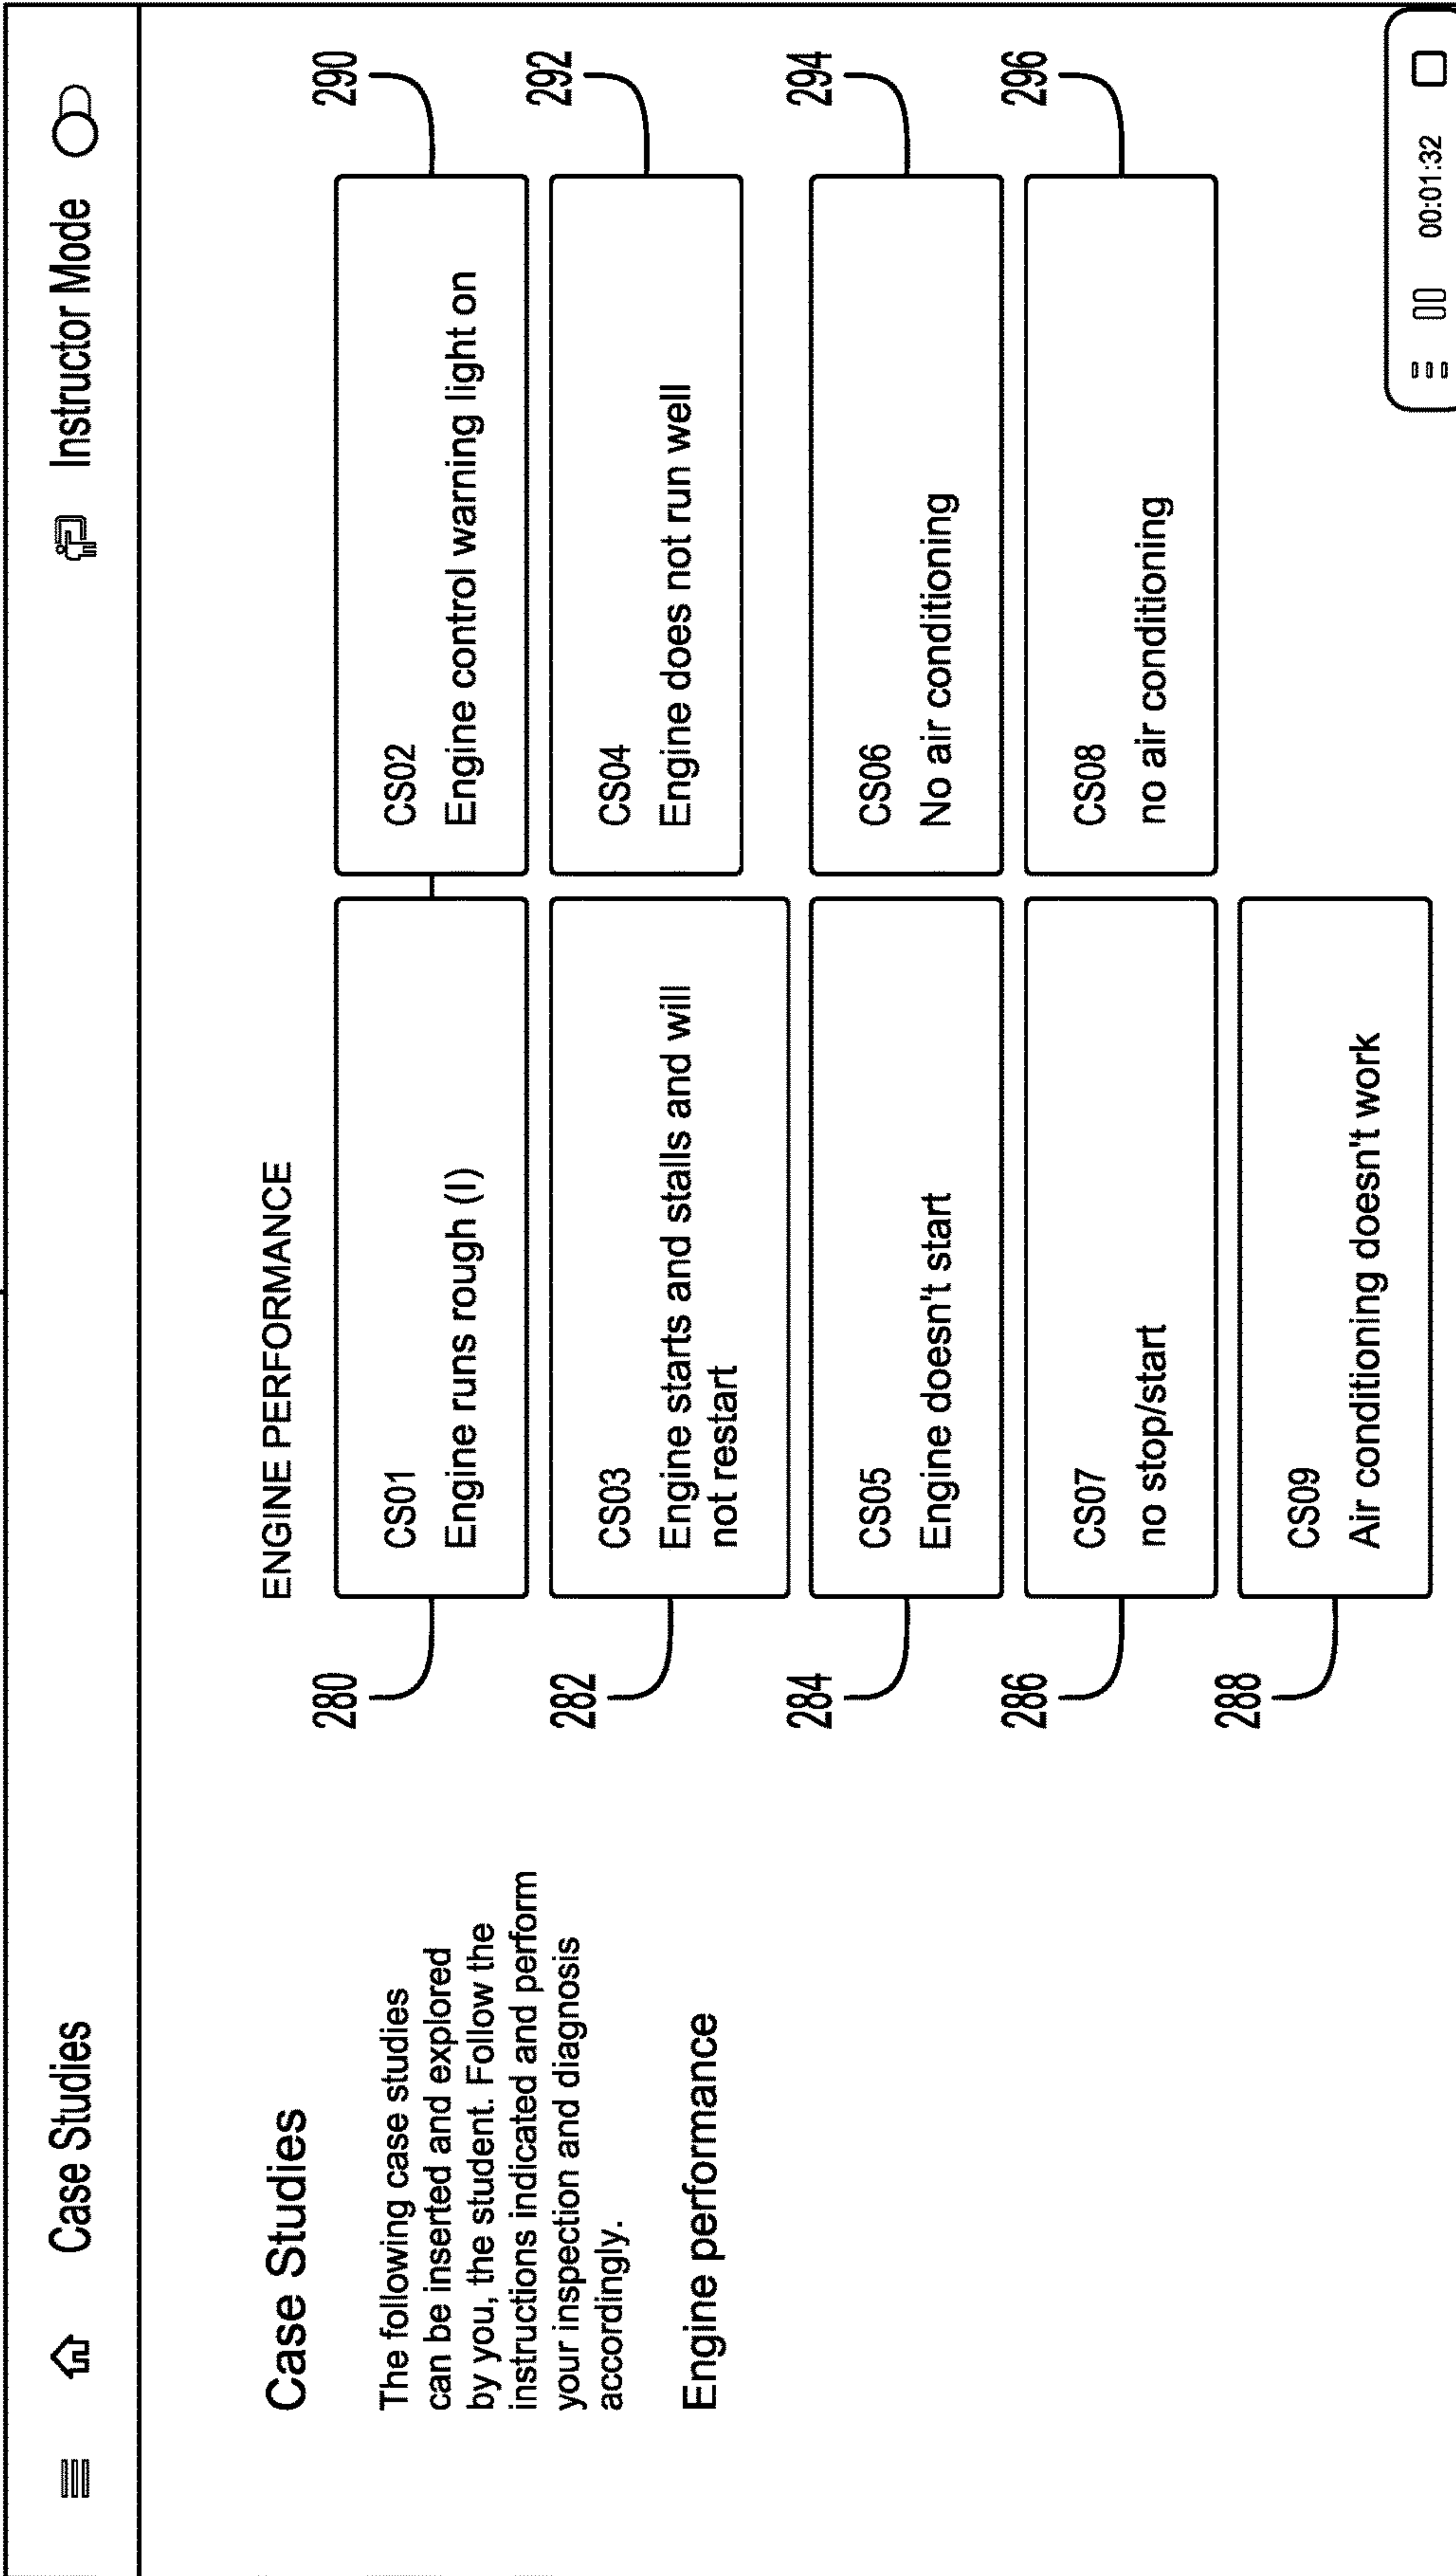 Case Studies
Instructor Mode
Case Studies
The following case studies
can be inserted and explored
by you, the student. Follow the
instructions indicated and perform
your inspection and diagnosis
accordingly.
Engine performance
ENGINE PERFORMANCE
280
CS01
Engine runs rough (I)
290
CS02
Engine control warning light on
282
CS03
Engine starts and stalls and will
not restart
292
CS04
Engine does not run well
284
CS05
Engine doesn't start
294
CS06
No air conditioning
286
CS07
no stop/start
296
CS08
no air conditioning
288
CS09
Air conditioning doesn't work
00:01:32